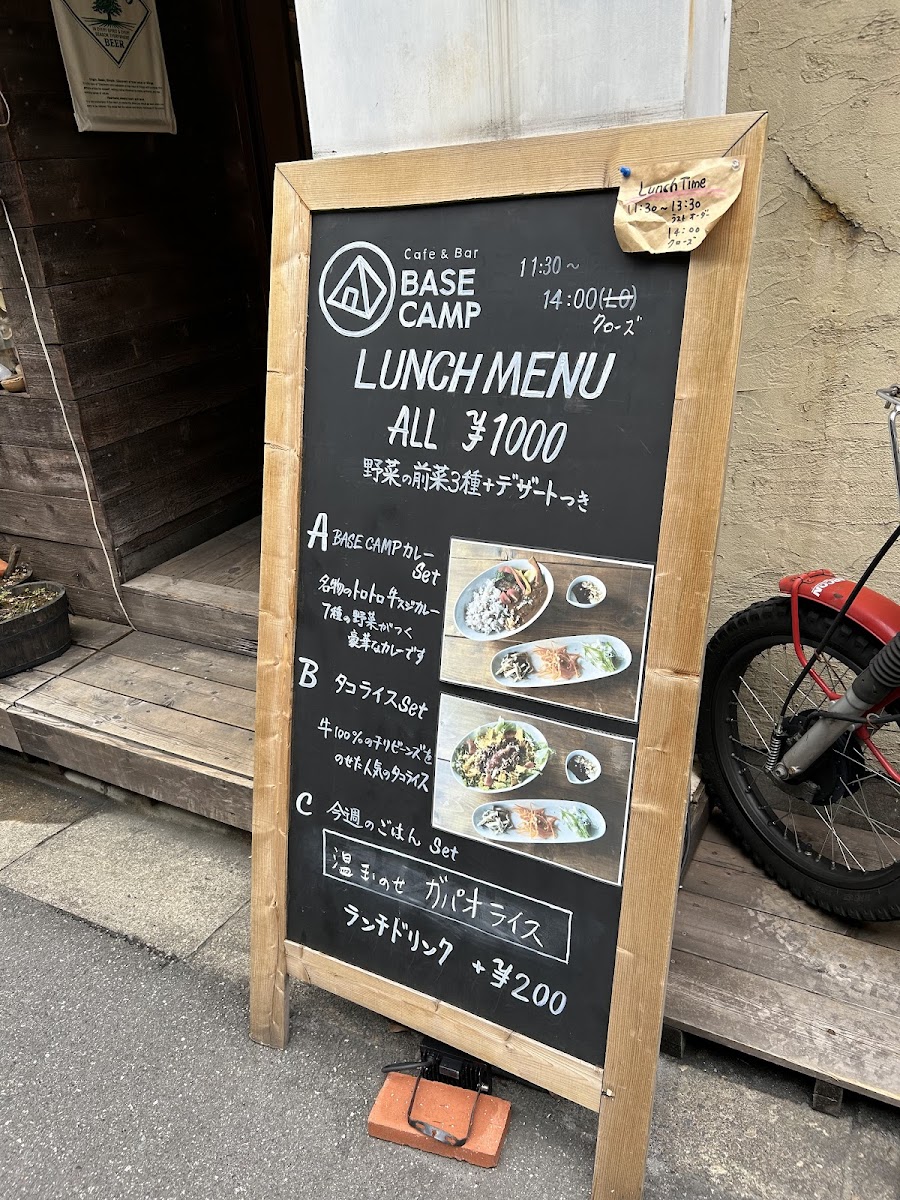 BEER
Lunch Time
11:30～13:30
ラストオーダー
14:00
クローズ
Cafe & Bar
BASE
CAMP
11:30～
14:00(LO)
クローズ
LUNCH MENU
ALL ¥1000
野菜の前菜3種+デザートつき
A BASE CAMPカレー
Set
名物のトロトロ牛スジカレー
7種の野菜がつく
豪華なカレーです
B タコライスSet
牛100%のチリビーンズを
のせた人気のタコライス
C 今週のごはん Set
温玉のせ ガパオライス
ランチドリンク +¥200